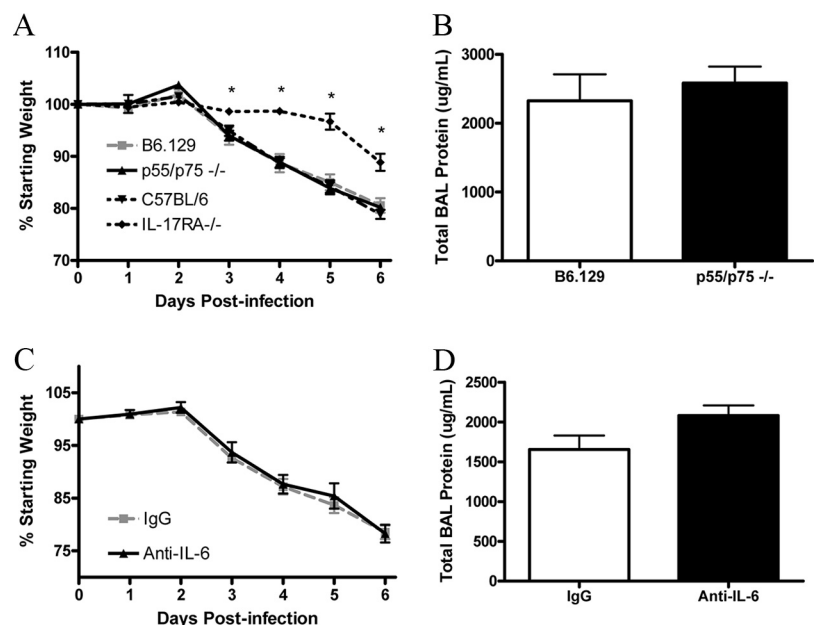 A
% Starting Weight
110
100
90
80
70
* * * *
B6.129
p55/p75 -/-
C57BL/6
IL-17RA-/-
0 1 2 3 4 5 6
Days Post-infection
B
Total BAL Protein (ug/mL)
3000
2000
1000
0
B6.129 p55/p75 -/-
C
% Starting Weight
105
95
85
75
IgG
Anti-IL-6
0 1 2 3 4 5 6
Days Post-infection
D
Total BAL Protein (ug/mL)
2500
2000
1500
1000
500
0
IgG Anti-IL-6